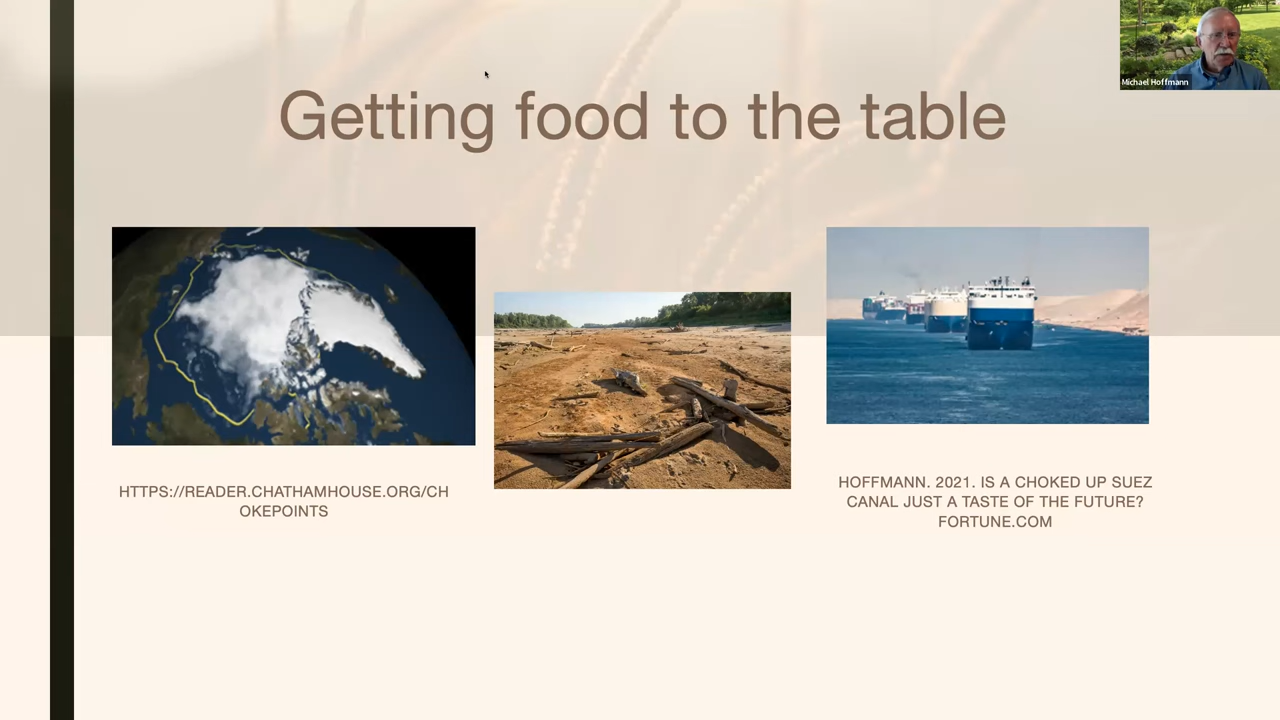 Michael Hoffmann
Getting food to the table
HTTPS://READER.CHATHAMHOUSE.ORG/CH
OKEPOINTS
HOFFMANN. 2021. IS A CHOKED UP SUEZ
CANAL JUST A TASTE OF THE FUTURE?
FORTUNE.COM